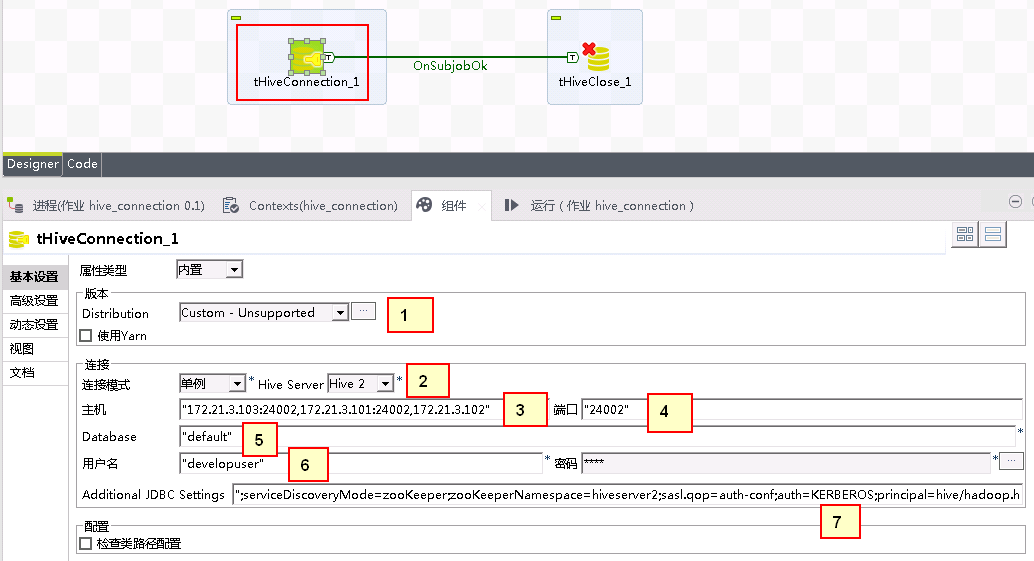 tHiveConnection_1
OnSubjobOk
tHiveClose_1
Designer
Code
进程(作业 hive_connection 0.1)
Contexts(hive_connection)
组件
运行 ( 作业 hive_connection )
tHiveConnection_1
基本设置
高级设置
动态设置
视图
文档
属性类型 内置
版本
Distribution Custom - Unsupported ... 1
使用Yarn
连接
连接模式 单例 * Hive Server Hive 2 * 2
主机 "172.21.3.103:24002,172.21.3.101:24002,172.21.3.102" 3 端口 "24002" 4
Database "default" 5 *
用户名 "developuser" 6 * 密码 **** * ...
Additional JDBC Settings ";serviceDiscoveryMode=zooKeeper;zooKeeperNamespace=hiveserver2;sasl.qop=auth-conf;auth=KERBEROS;principal=hive/hadoop.h
7
配置
检查类路径配置